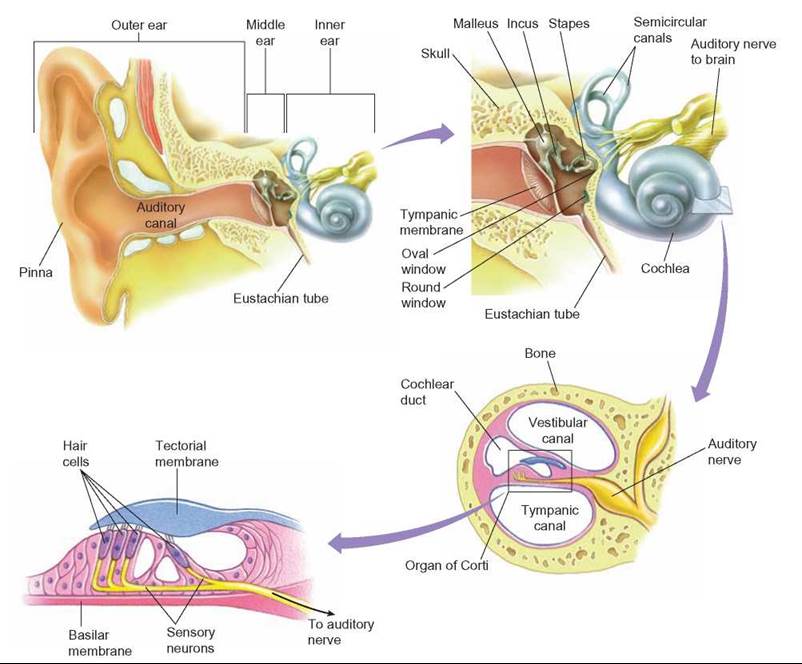 Outer ear
Middle
ear
Inner
ear
Auditory
canal
Pinna
Eustachian tube
Malleus
Incus
Stapes
Semicircular
canals
Skull
Auditory nerve
to brain
Tympanic
membrane
Oval
window
Round
window
Cochlea
Eustachian tube
Bone
Cochlear
duct
Vestibular
canal
Auditory
nerve
Tympanic
canal
Organ of Corti
Hair
cells
Tectorial
membrane
Basilar
membrane
Sensory
neurons
To auditory
nerve